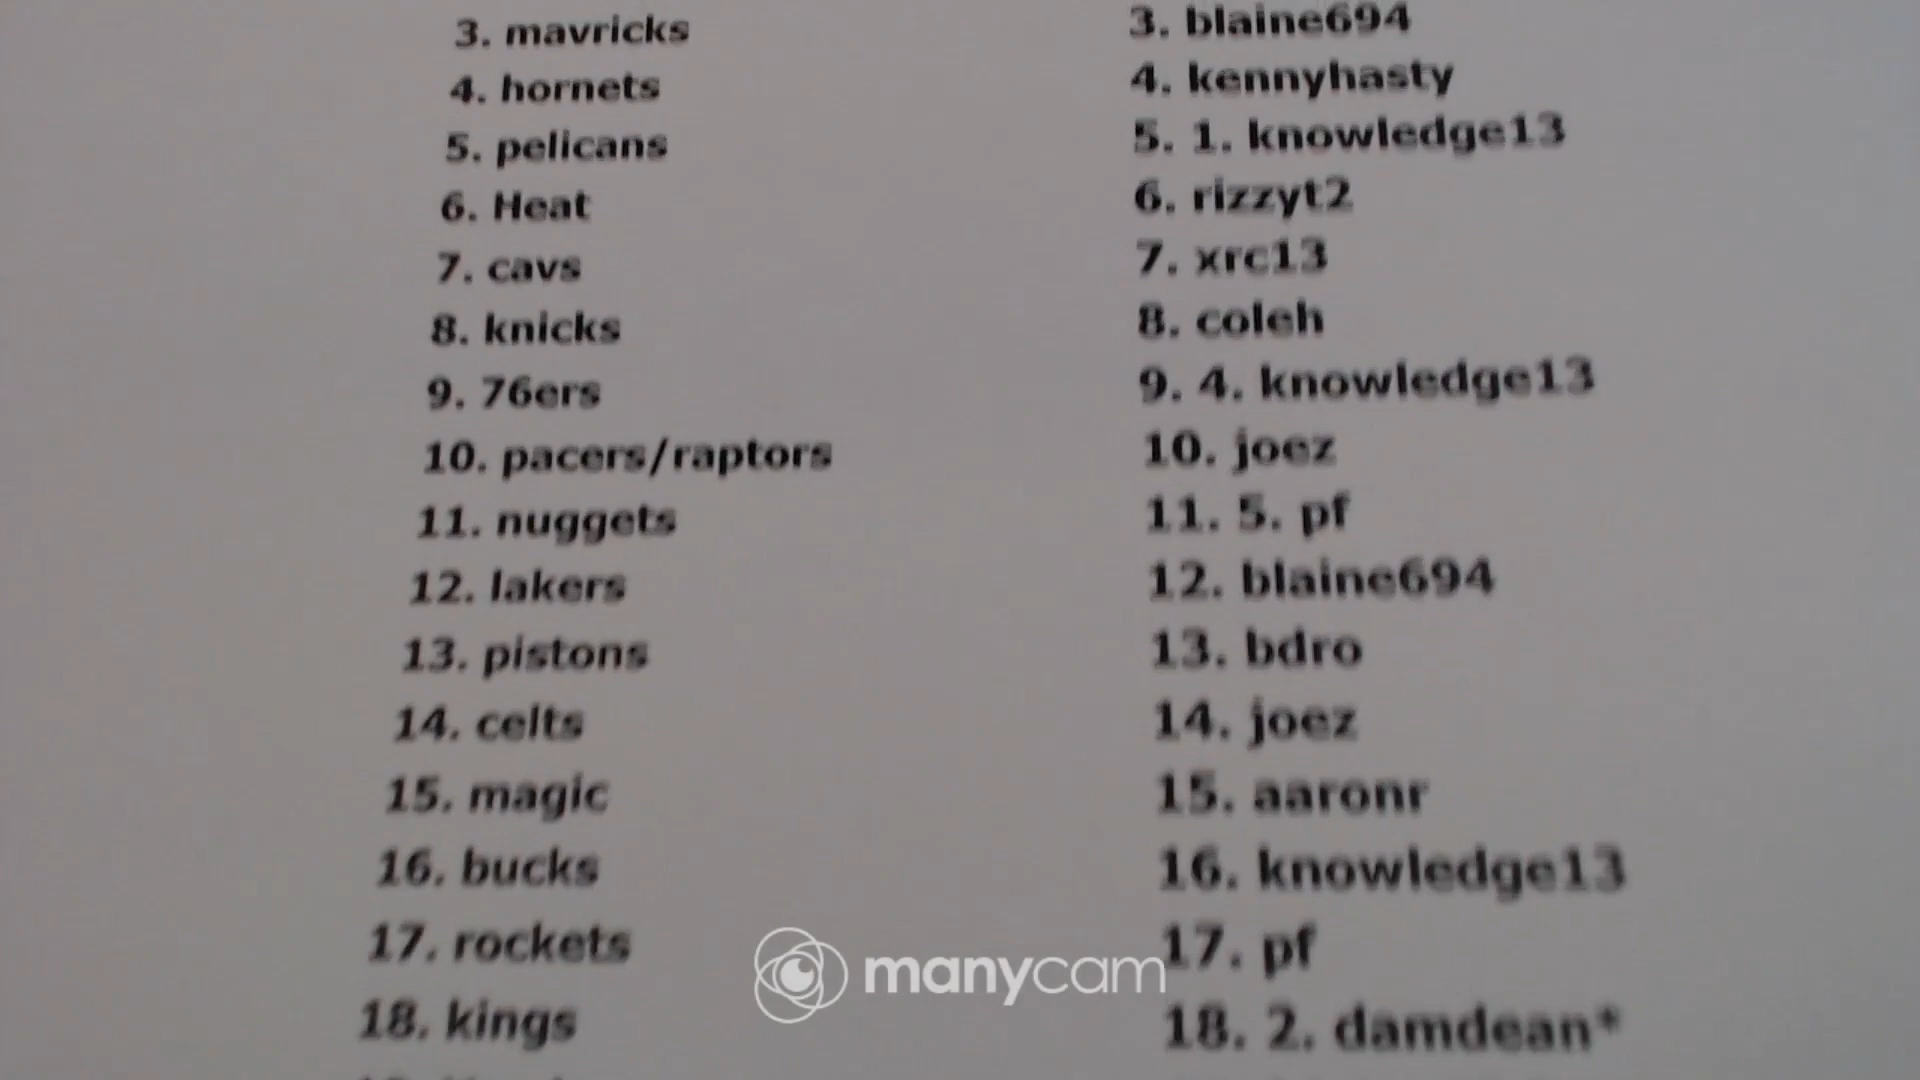 3. mavricks
4. hornets
5. pelicans
6. Heat
7. cavs
8. knicks
9. 76ers
10. pacers/raptors
11. nuggets
12. lakers
13. pistons
14. celts
15. magic
16. bucks
17. rockets
18. kings
3. blaine694
4. kennyhasty
5. 1. knowledge13
6. rizzyt2
7. xrc13
8. coleh
9. 4. knowledge13
10. joez
11. 5. pf
12. blaine694
13. bdro
14. joez
15. aaronr
16. knowledge13
17. pf
18. 2. damdean*
manycam